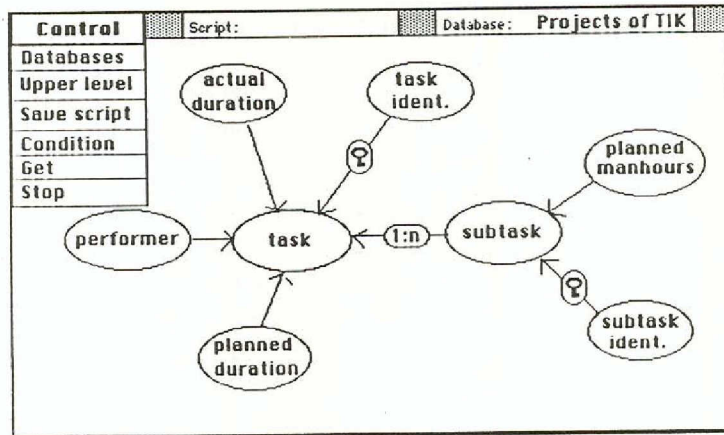 Control
Script:
Database: Projects of TIK
Databases
Upper level
Save script
Condition
Get
Stop
actual
duration
task
ident.
planned
manhours
performer
task
1:n
subtask
subtask
ident.
planned
duration